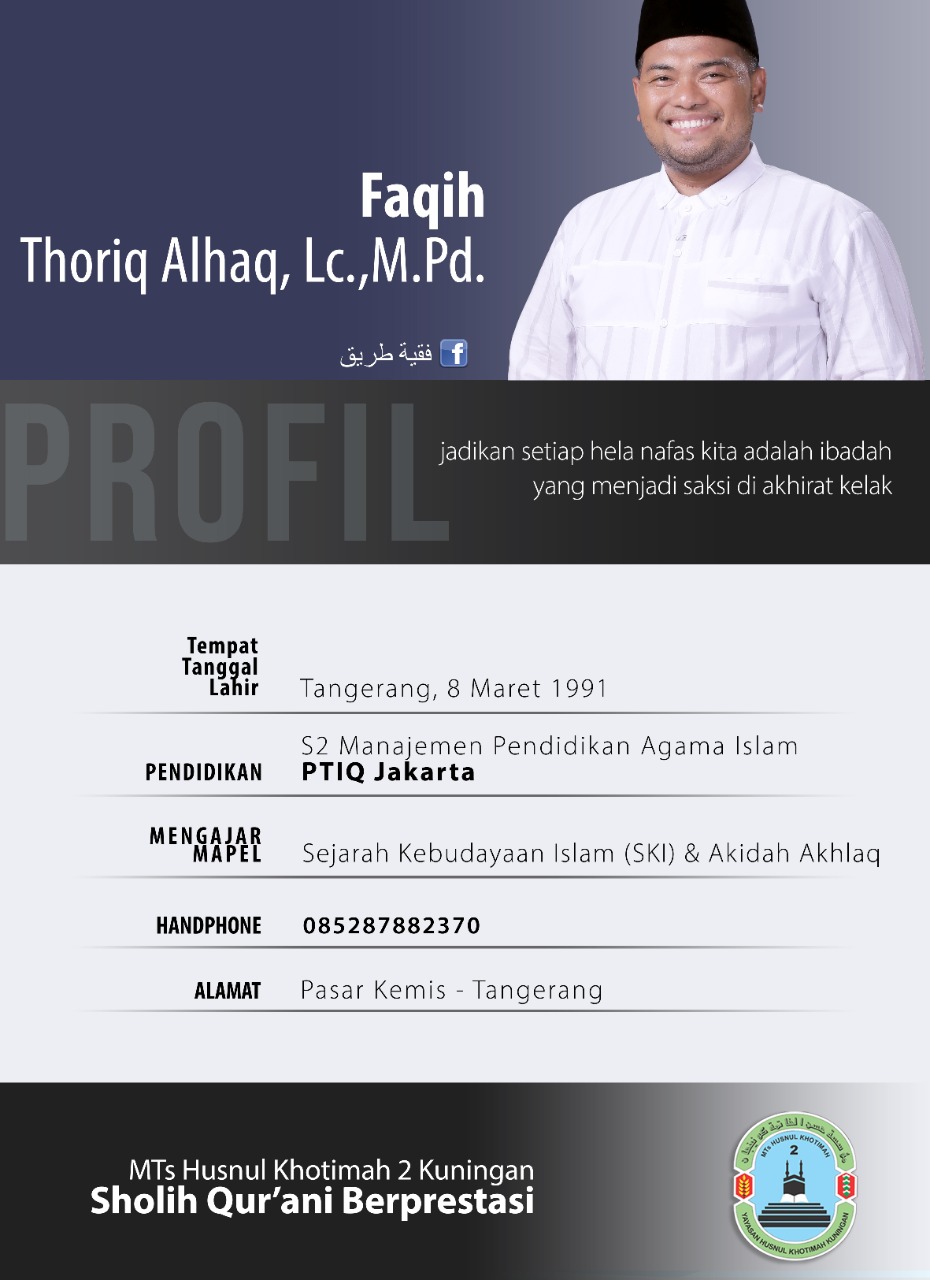 Faqih
Thoriq Alhaq, Lc.,M.Pd.
فقية طريق
f
PROFIL
jadikan setiap hela nafas kita adalah ibadah
yang menjadi saksi di akhirat kelak
Tempat
Tanggal
Lahir
Tangerang, 8 Maret 1991
PENDIDIKAN
S2 Manajemen Pendidikan Agama Islam
PTIQ Jakarta
MENGAJAR
MAPEL
Sejarah Kebudayaan Islam (SKI) & Akidah Akhlaq
HANDPHONE
085287882370
ALAMAT
Pasar Kemis - Tangerang
MTs Husnul Khotimah 2 Kuningan
Sholih Qur’ani Berprestasi
MTs HUSNUL KHOTIMAH
2
YAYASAN HUSNUL KHOTIMAH KUNINGAN